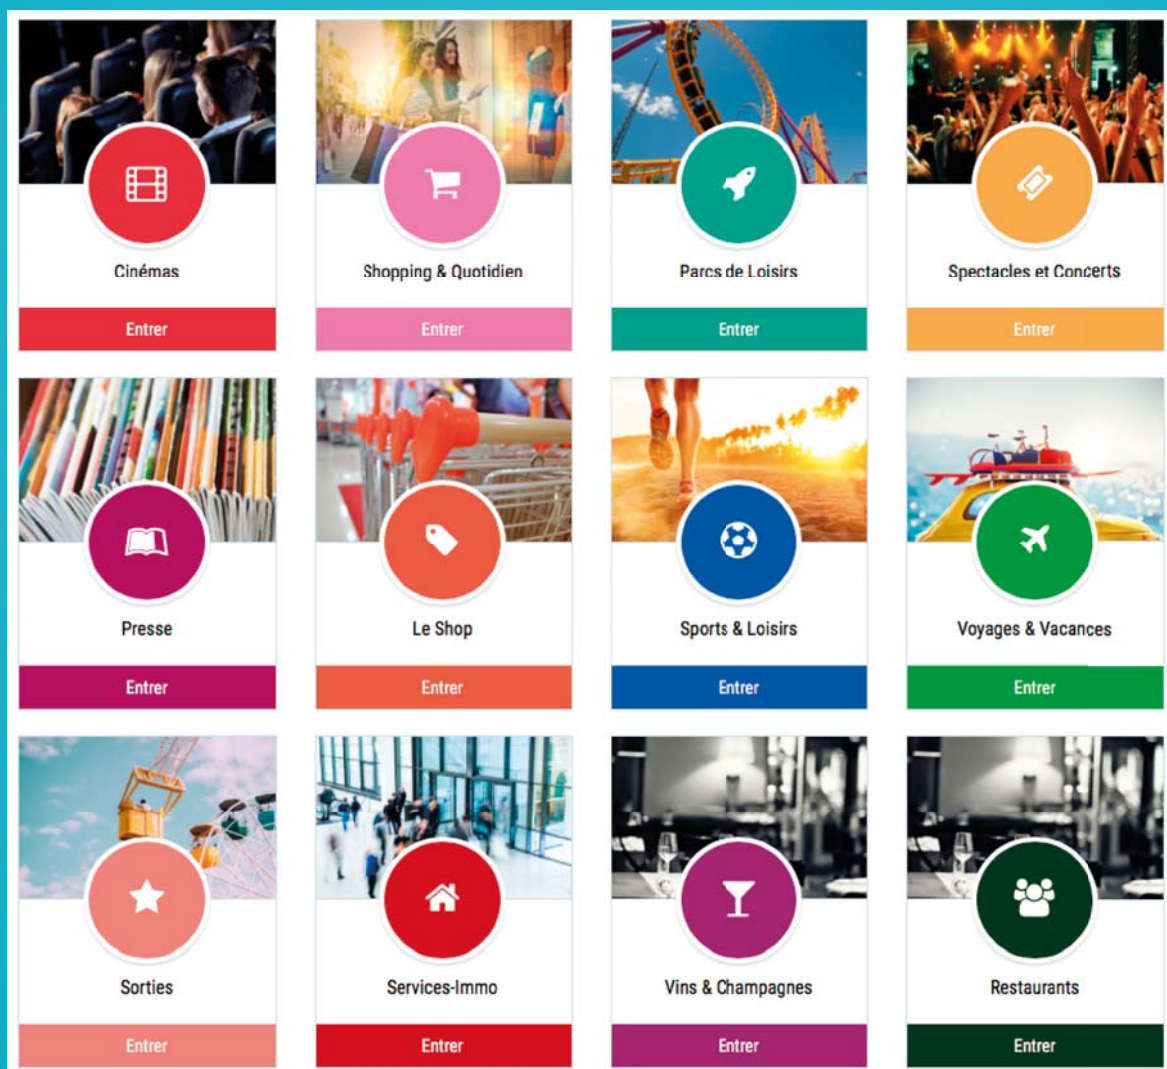 Cinémas
Shopping & Quotidien
Parcs de Loisirs
Spectacles et Concerts
Entrer
Entrer
Entrer
Entrer
Presse
Le Shop
Sports & Loisirs
Voyages & Vacances
Entrer
Entrer
Entrer
Entrer
Sorties
Services-Immo
Vins & Champagnes
Restaurants
Entrer
Entrer
Entrer
Entrer